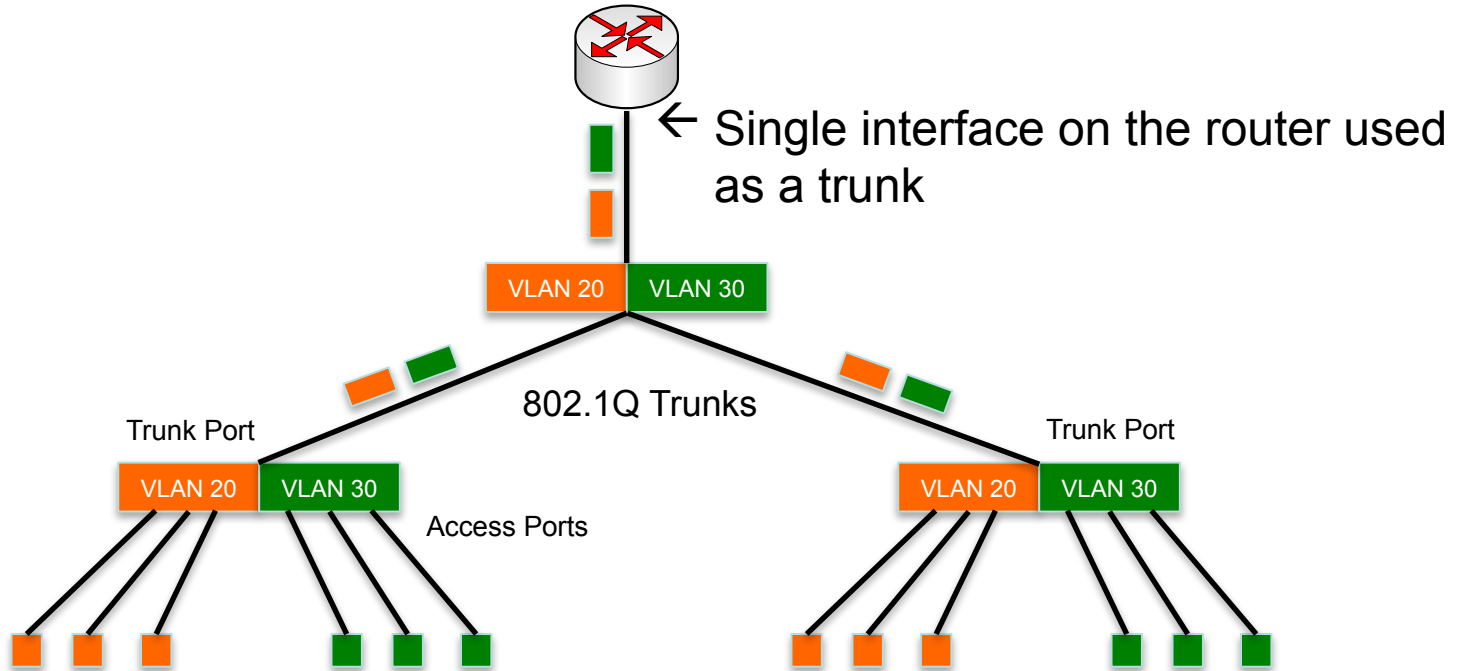 ← Single interface on the router used
as a trunk
VLAN 20 VLAN 30
802.1Q Trunks
Trunk Port
Trunk Port
VLAN 20 VLAN 30
VLAN 20 VLAN 30
Access Ports